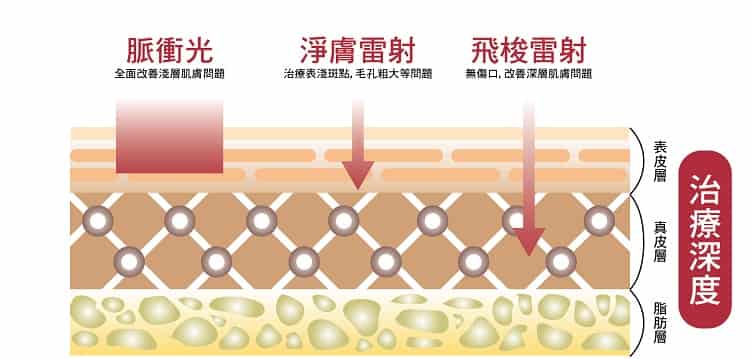 脈衝光
全面改善淺層肌膚問題
淨膚雷射
治療表淺斑點, 毛孔粗大等問題
飛梭雷射
無傷口, 改善深層肌膚問題
表皮層
真皮層
脂肪層
治療深度